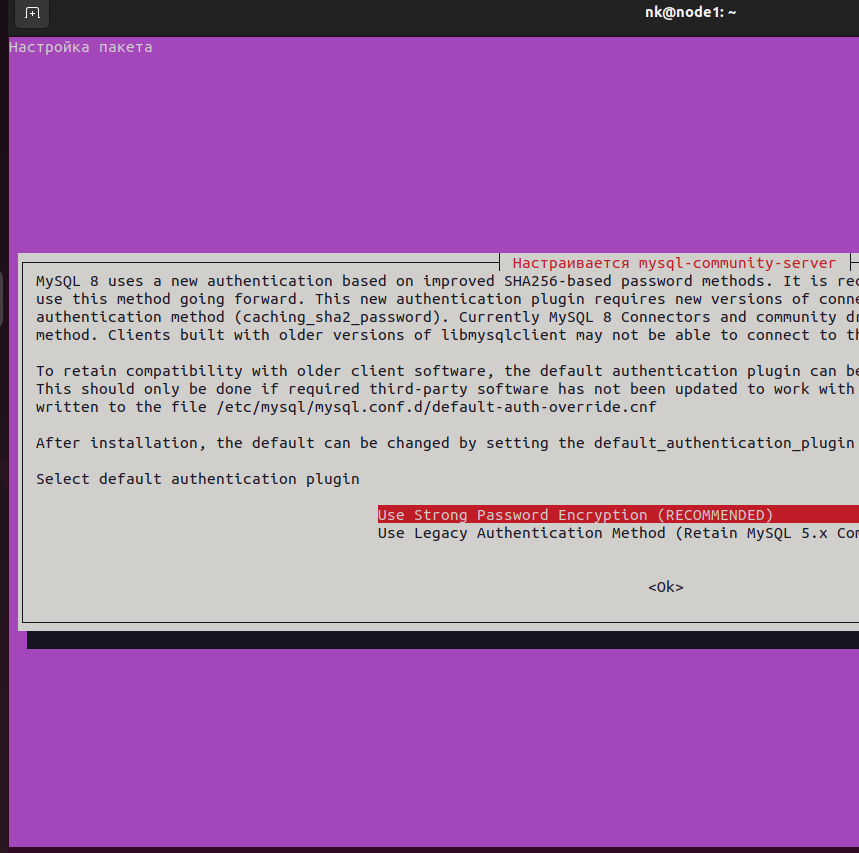 nk@node1: ~
Настройка пакета
Настраивается mysql-community-server
MySQL 8 uses a new authentication based on improved SHA256-based password methods. It is
use this method going forward. This new authentication plugin requires new versions of
authentication method (caching_sha2_password). Currently MySQL 8 Connectors and community
method. Clients built with older versions of libmysqlclient may not be able to connect to
To retain compatibility with older client software, the default authentication plugin can
This should only be done if required third-party software has not been updated to work with
written to the file /etc/mysql/mysql.conf.d/default-auth-override.cnf
After installation, the default can be changed by setting the default_authentication_plugin
Select default authentication plugin
Use Strong Password Encryption (RECOMMENDED)
Use Legacy Authentication Method (Retain MySQL 5.x
<Ok>